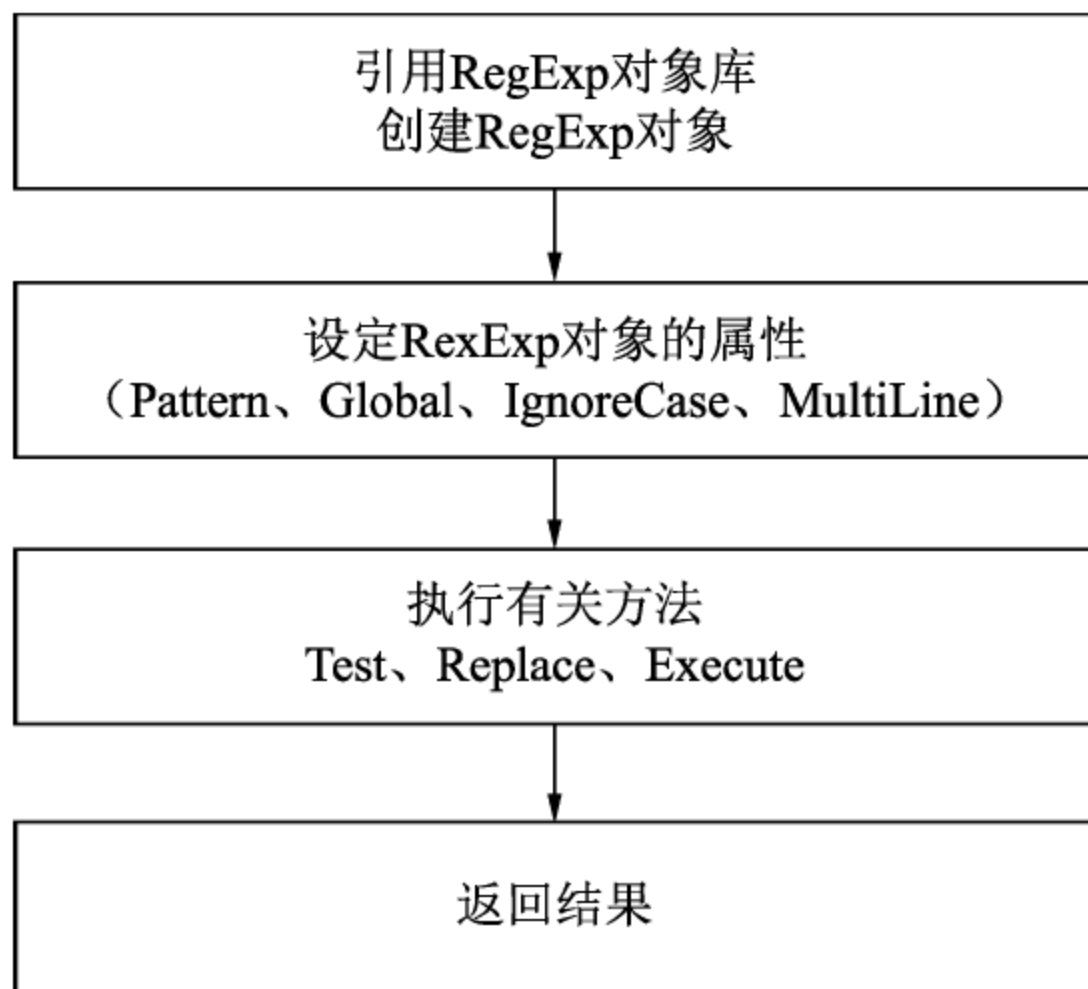 引用RegExp对象库
创建RegExp对象
设定RexExp对象的属性
（Pattern、Global、IgnoreCase、MultiLine）
执行有关方法
Test、Replace、Execute
返回结果